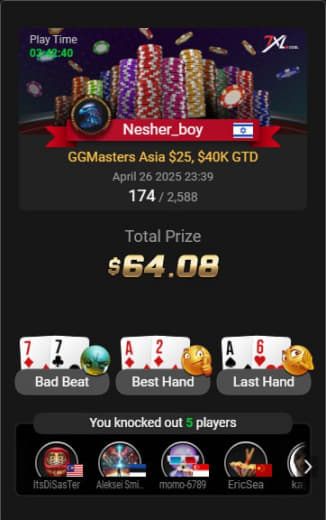 Play Time
03:42:40
7XL.COM
Nesher_boy
GGMasters Asia $25, $40K GTD
April 26 2025 23:39
174 / 2,588
Total Prize
$64.08
7 7
A 2
A 6
Bad Beat
Best Hand
Last Hand
You knocked out 5 players
ItsDiSasTer
Aleksei Smi...
momo-6789
EricSea
ka